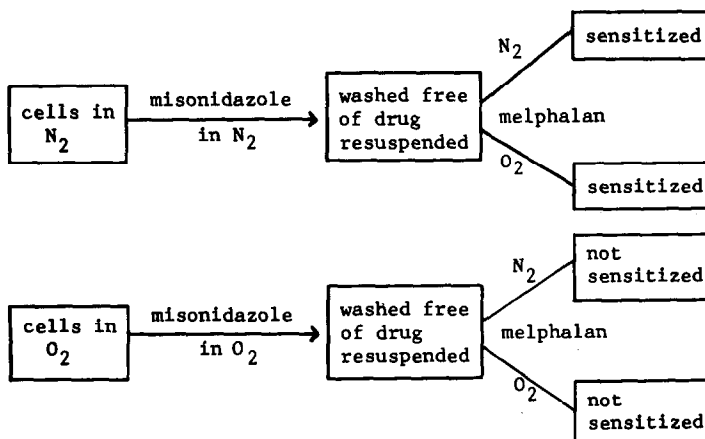 cells in
N2
misonidazole
in N2
washed free
of drug
resuspended
N2
melphalan
O2
sensitized
sensitized
cells in
O2
misonidazole
in O2
washed free
of drug
resuspended
N2
melphalan
O2
not
sensitized
not
sensitized